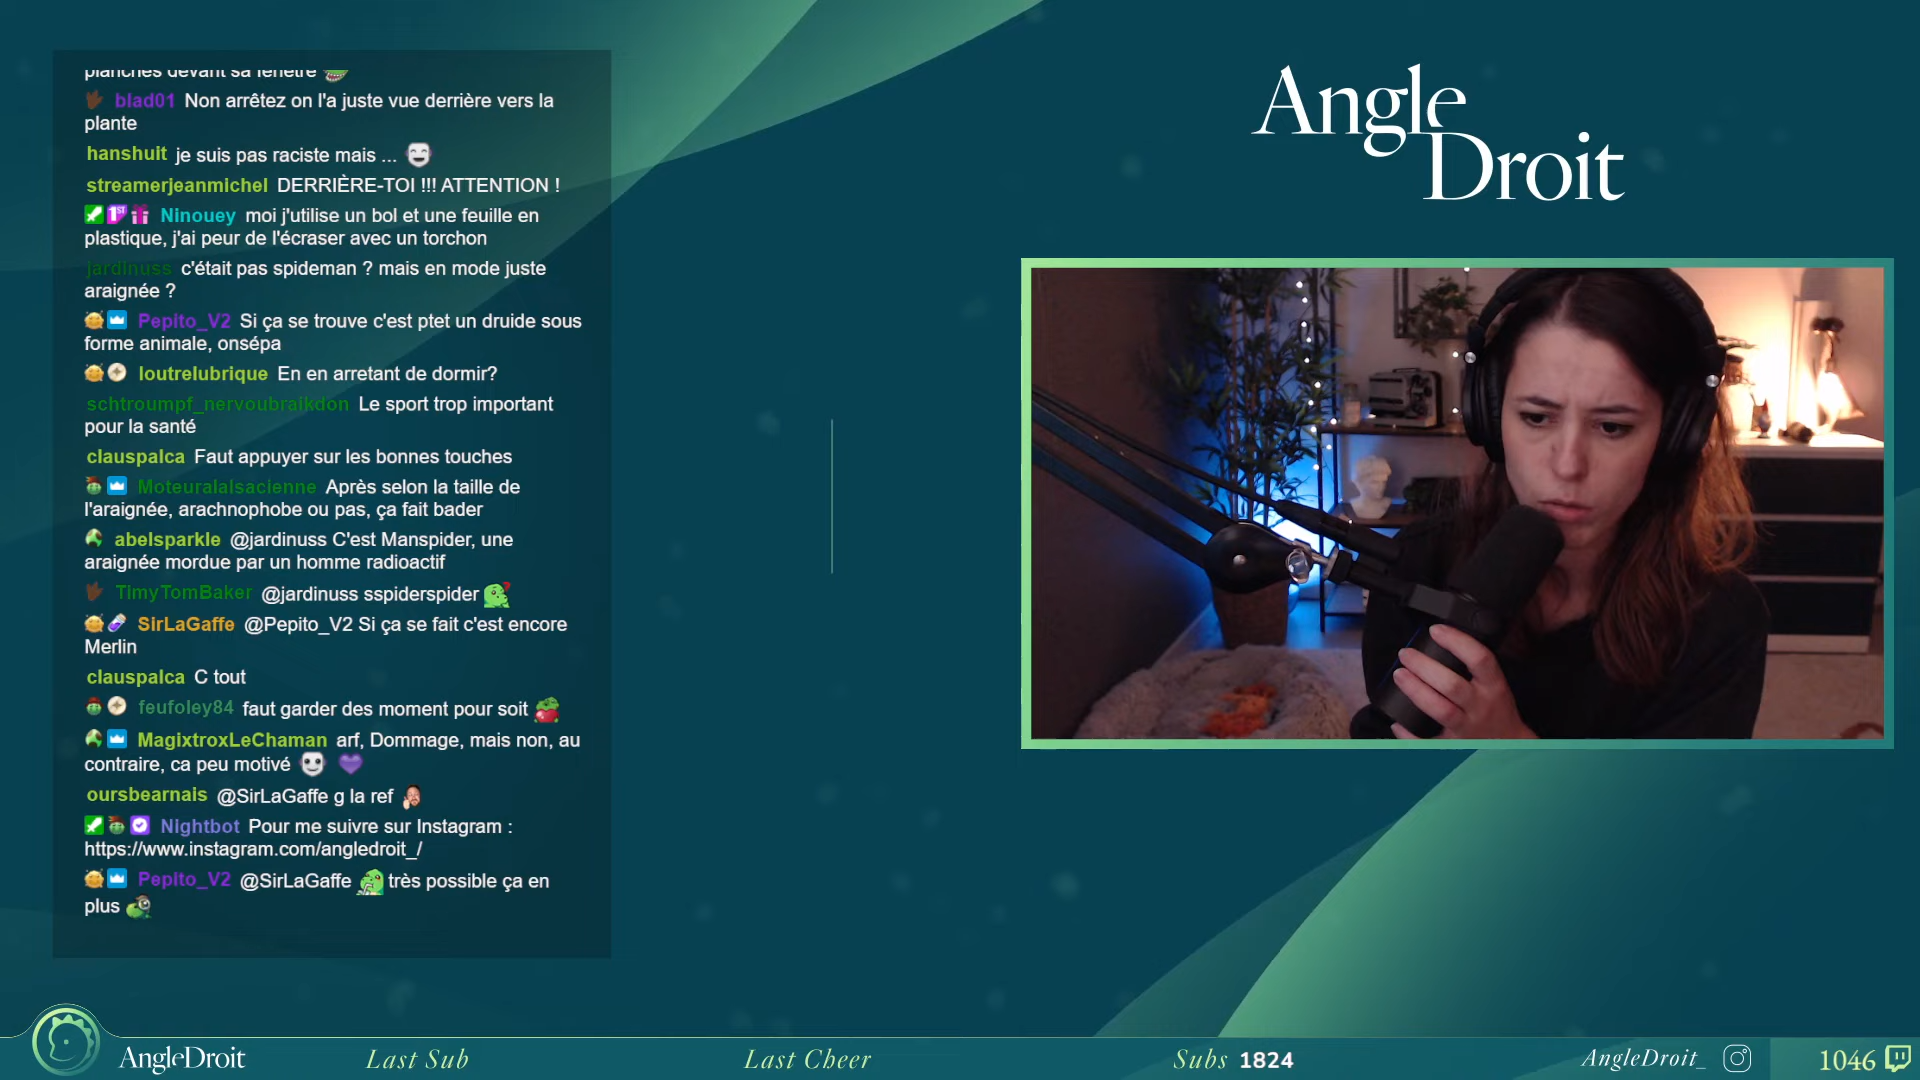 planches devant sa fenêtre
blad01 Non arrêtez on l'a juste vue derrière vers la
plante
hanshuit je suis pas raciste mais ...
streamerjeanmichel DERRIÈRE-TOI !!! ATTENTION !
1ST Ninouey moi j'utilise un bol et une feuille en
plastique, j'ai peur de l'écraser avec un torchon
jardinuss c'était pas spideman ? mais en mode juste
araignée ?
Pepito_V2 Si ça se trouve c'est ptet un druide sous
forme animale, onsépa
loutrelubrique En en arretant de dormir?
schtroumpf_nervoubraikdon Le sport trop important
pour la santé
clauspalca Faut appuyer sur les bonnes touches
Moteuralalsacienne Après selon la taille de
l'araignée, arachnophobe ou pas, ça fait bader
abelsparkle @jardinuss C'est Manspider, une
araignée mordue par un homme radioactif
TimyTomBaker @jardinuss sspiderspider
SirLaGaffe @Pepito_V2 Si ça se fait c'est encore
Merlin
clauspalca C tout
feufoley84 faut garder des moment pour soit
MagixtroxLeChaman arf, Dommage, mais non, au
contraire, ca peu motivé
oursbearnais @SirLaGaffe g la ref
Nightbot Pour me suivre sur Instagram :
https://www.instagram.com/angledroit_/
Pepito_V2 @SirLaGaffe très possible ça en
plus
Angle
Droit
AngleDroit
Last Sub
Last Cheer
Subs 1824
AngleDroit_
1046